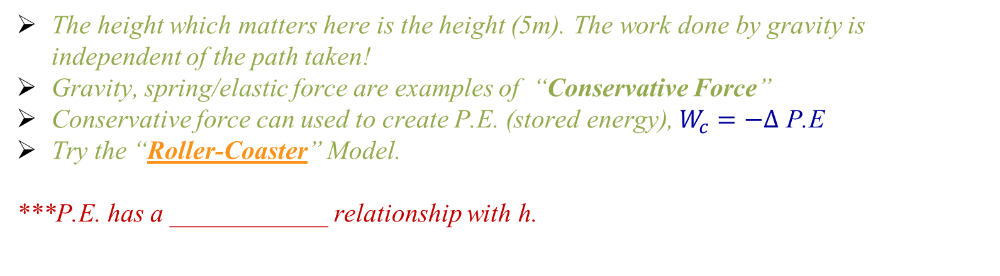 ➢ The height which matters here is the height (5m). The work done by gravity is
independent of the path taken!
➢ Gravity, spring/elastic force are examples of “Conservative Force”
➢ Conservative force can used to create P.E. (stored energy), W_c = −Δ P.E
➢ Try the “Roller-Coaster” Model.
***P.E. has a ____________ relationship with h.